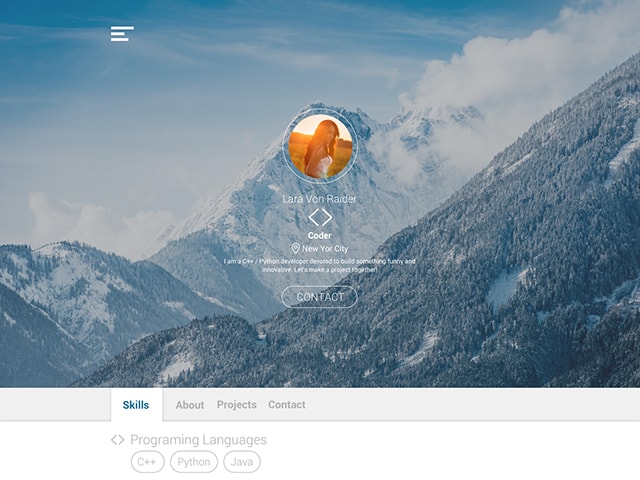 Lara Von Raider
Coder
New Yor City
I am a C++ / Python developer devoted to build something funny and
innovative. Let's make a project together!
CONTACT
Skills About Projects Contact
Programing Languages
C++ Python Java